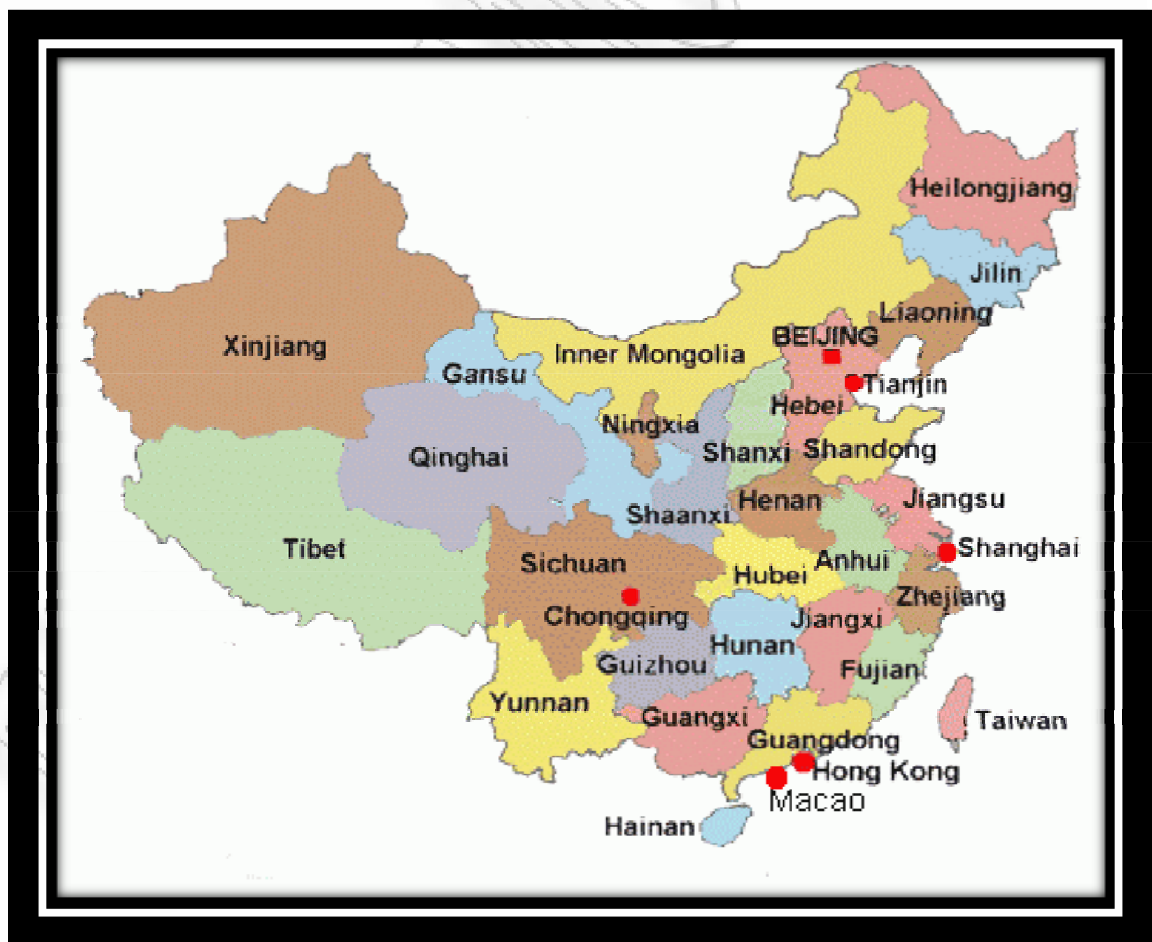 Heilongjiang
Jilin
Liaoning
BEIJING
Xinjiang
Inner Mongolia
Gansu
Tianjin
Hebei
Ningxia
Qinghai
Shanxi
Shandong
Henan
Jiangsu
Shaanxi
Tibet
Shanghai
Sichuan
Anhui
Hubei
Zhejiang
Chongqing
Jiangxi
Hunan
Guizhou
Fujian
Yunnan
Guangxi
Taiwan
Guangdong
Hong Kong
Macao
Hainan